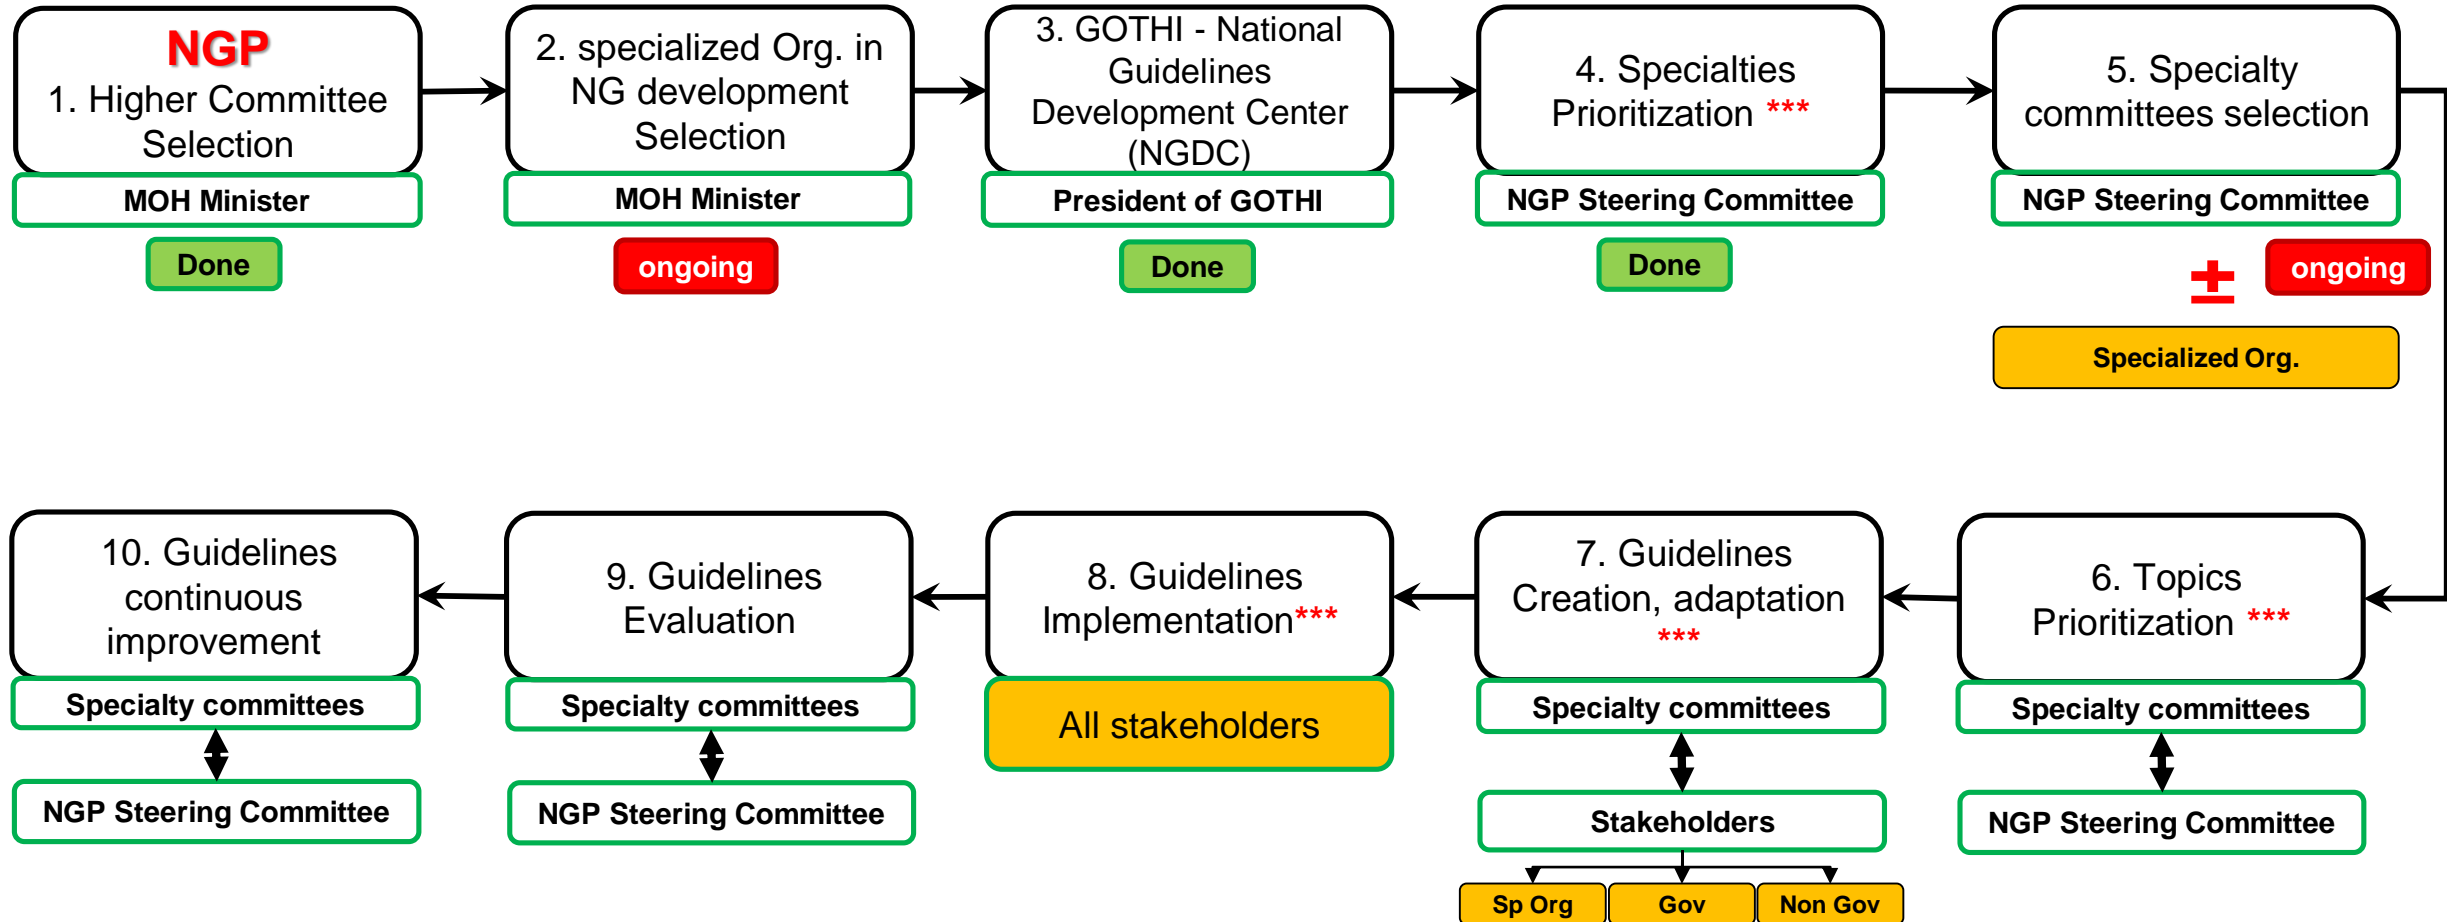 NGP
1. Higher Committee
Selection
MOH Minister
Done
2. specialized Org. in
NG development
Selection
MOH Minister
ongoing
3. GOTHI - National
Guidelines
Development Center
(NGDC)
President of GOTHI
Done
4. Specialties
Prioritization ***
NGP Steering Committee
Done
5. Specialty
committees selection
NGP Steering Committee
± ongoing
Specialized Org.
6. Topics
Prioritization ***
Specialty committees
NGP Steering Committee
7. Guidelines
Creation, adaptation
***
Specialty committees
Stakeholders
Sp Org
Gov
Non Gov
8. Guidelines
Implementation***
All stakeholders
9. Guidelines
Evaluation
Specialty committees
NGP Steering Committee
10. Guidelines
continuous
improvement
Specialty committees
NGP Steering Committee